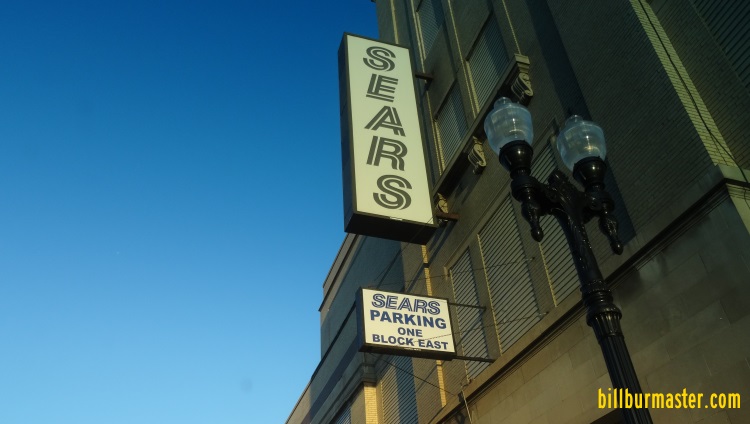 SEARS
SEARS
PARKING
ONE
BLOCK EAST
billburmaster.com